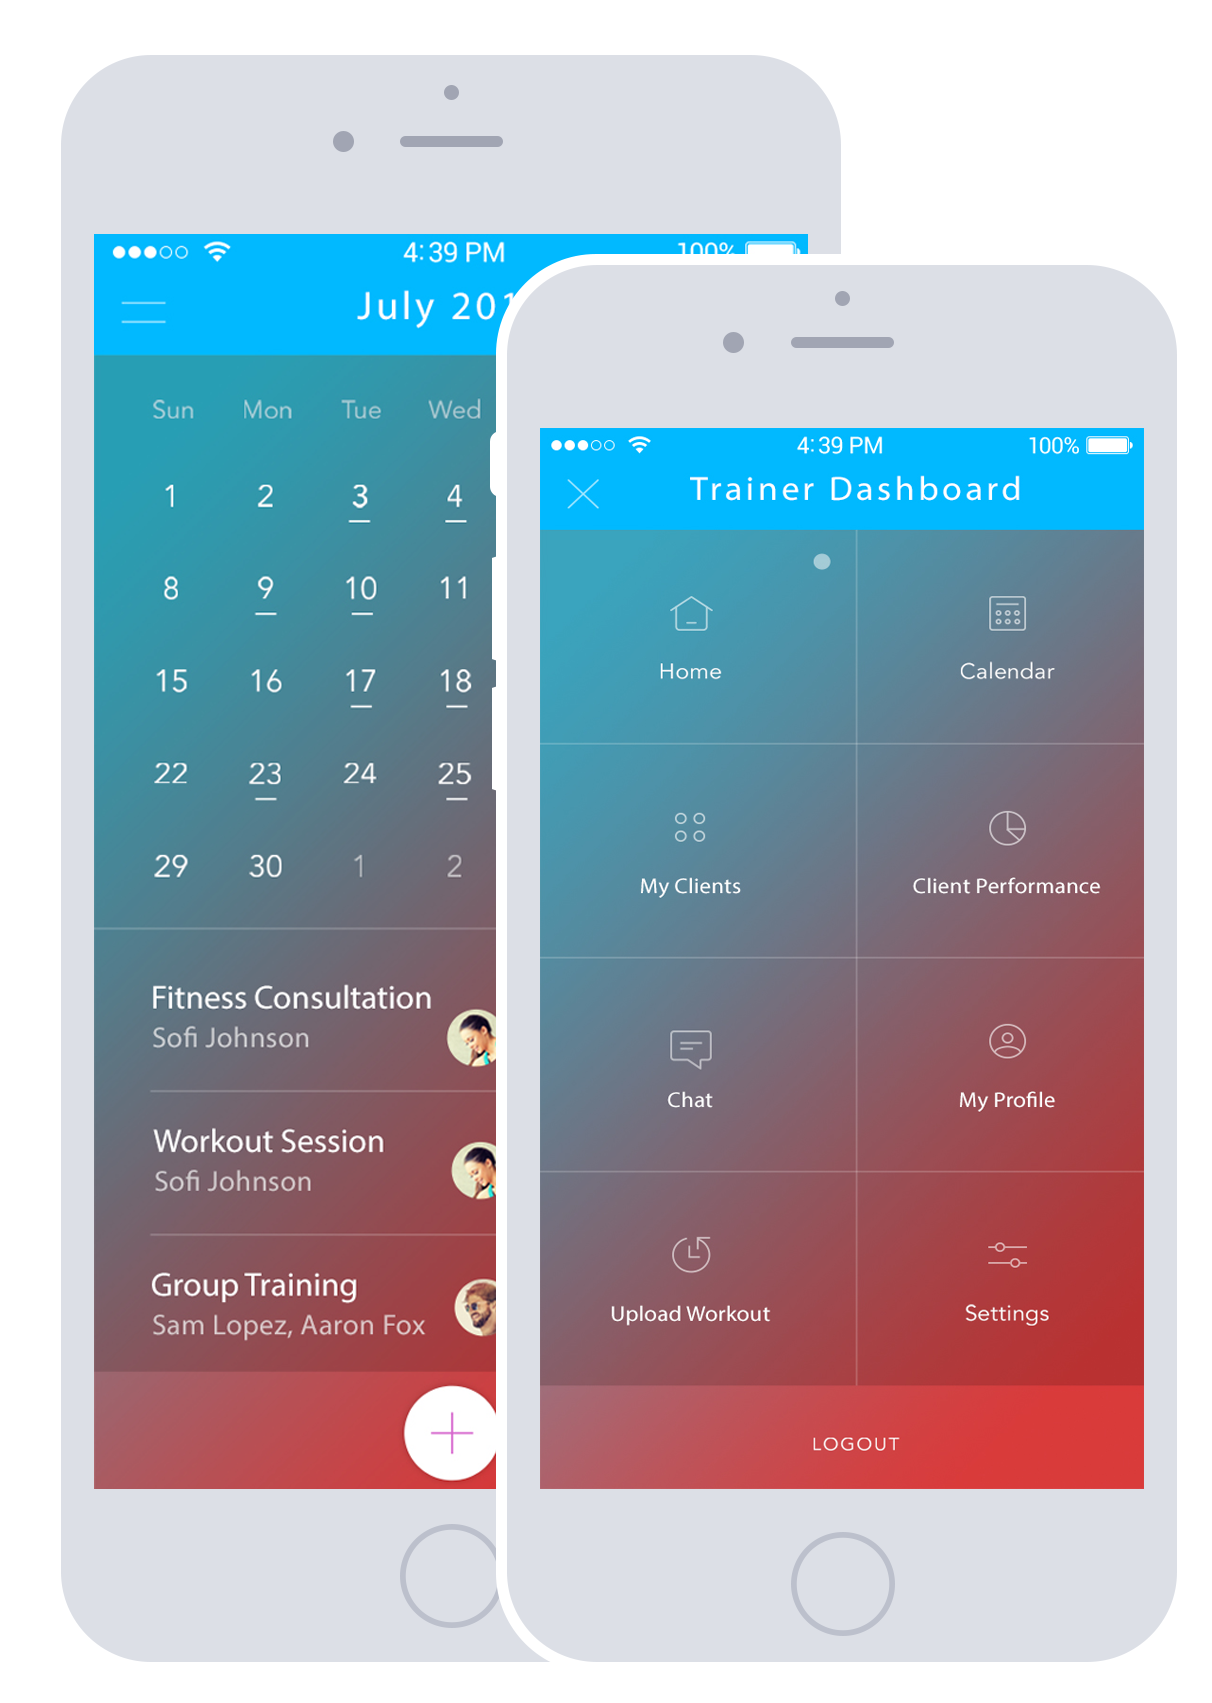 4:39 PM 100%
July 201
Sun Mon Tue Wed
1 2 3 4
8 9 10 11
15 16 17 18
22 23 24 25
29 30 1 2
Fitness Consultation
Sofi Johnson
Workout Session
Sofi Johnson
Group Training
Sam Lopez, Aaron Fox
4:39 PM 100%
Trainer Dashboard
Home Calendar
My Clients Client Performance
Chat My Profile
Upload Workout Settings
LOGOUT